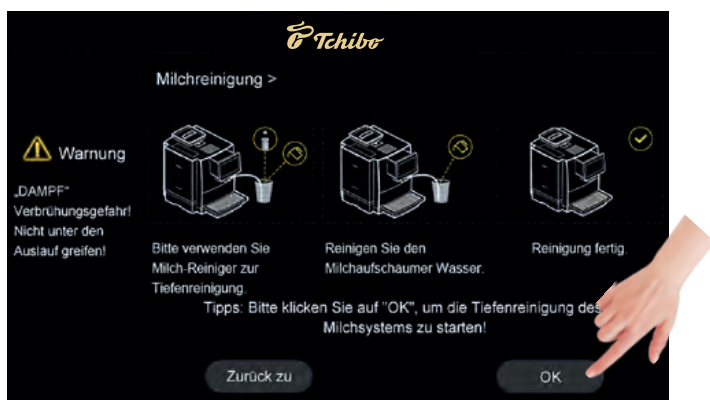 Tchibo
Milchreinigung >
Warnung
„DAMPF"
Verbrühungsgefahr!
Nicht unter den
Auslauf greifen!
Bitte verwenden Sie
Milch-Reiniger zur
Tiefenreinigung.
Reinigen Sie den
Milchaufschaumer Wasser.
Reinigung fertig.
Tipps: Bitte klicken Sie auf "OK", um die Tiefenreinigung des
Milchsystems zu starten!
Zurück zu
OK